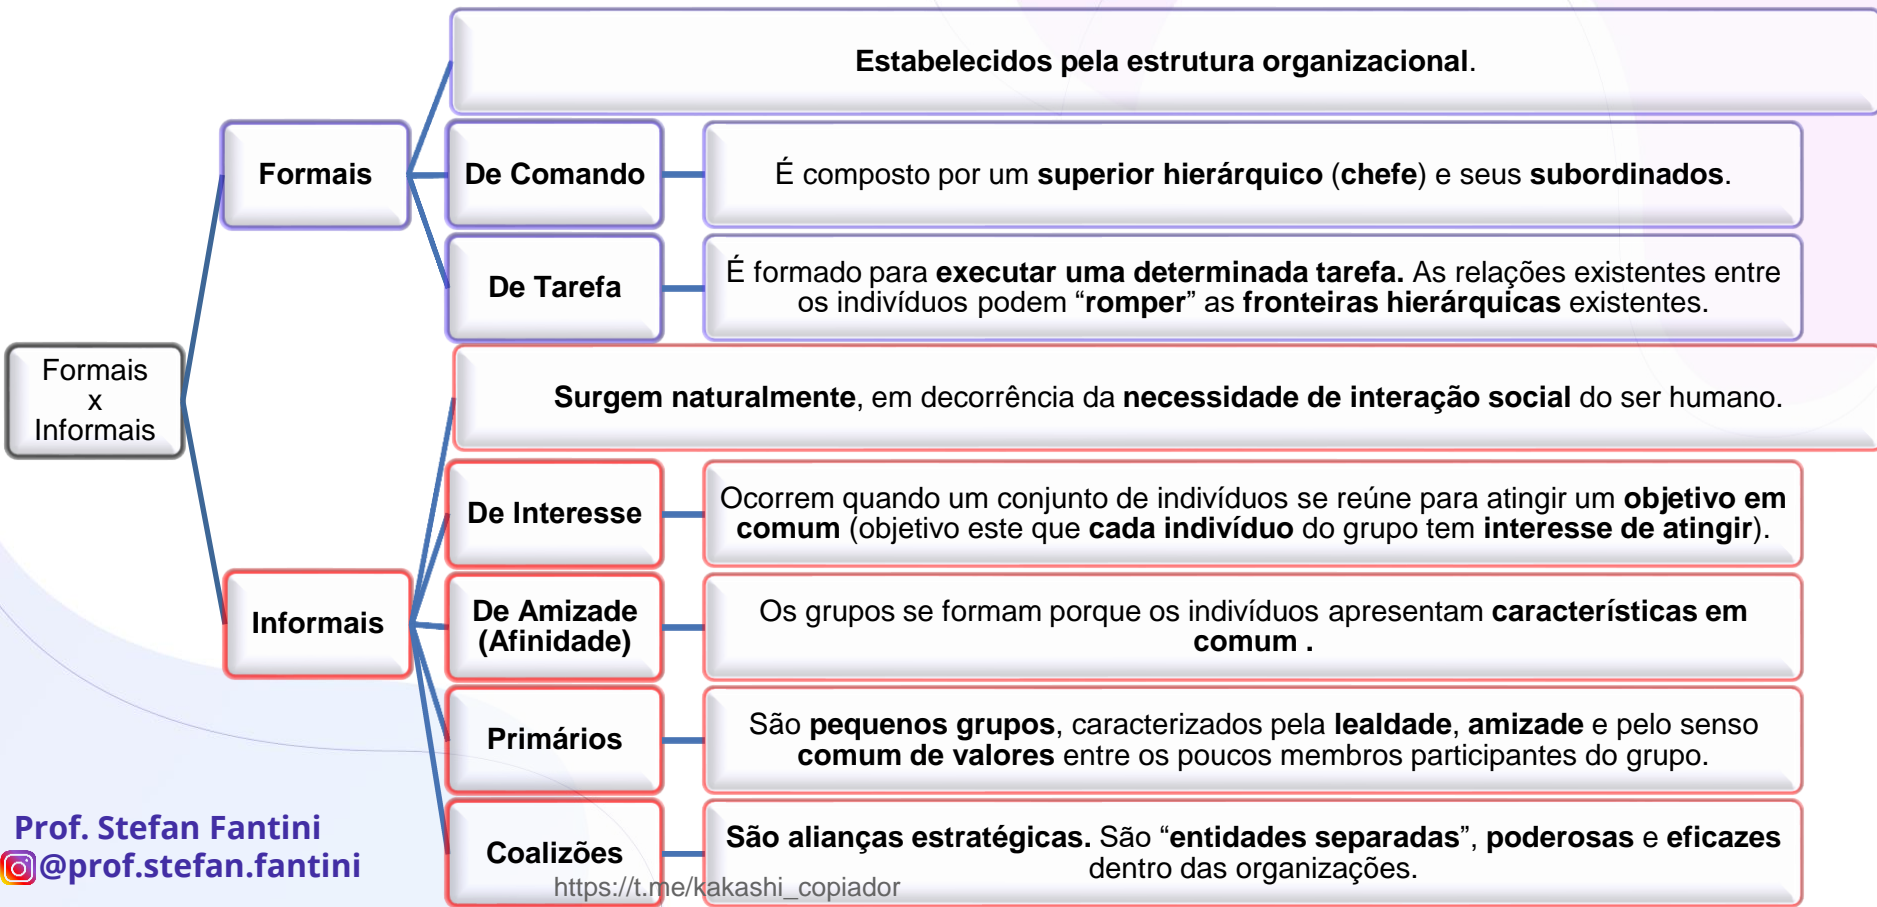 Estabelecidos pela estrutura organizacional.
Formais
De Comando
É composto por um superior hierárquico (chefe) e seus subordinados.
De Tarefa
É formado para executar uma determinada tarefa. As relações existentes entre
os indivíduos podem “romper” as fronteiras hierárquicas existentes.
Formais
x
Informais
Surgem naturalmente, em decorrência da necessidade de interação social do ser humano.
De Interesse
Ocorrem quando um conjunto de indivíduos se reúne para atingir um objetivo em
comum (objetivo este que cada indivíduo do grupo tem interesse de atingir).
Informais
De Amizade
(Afinidade)
Os grupos se formam porque os indivíduos apresentam características em
comum .
Primários
São pequenos grupos, caracterizados pela lealdade, amizade e pelo senso
comum de valores entre os poucos membros participantes do grupo.
Coalizões
São alianças estratégicas. São “entidades separadas”, poderosas e eficazes
dentro das organizações.
Prof. Stefan Fantini
@prof.stefan.fantini
https://t.me/kakashi_copiador